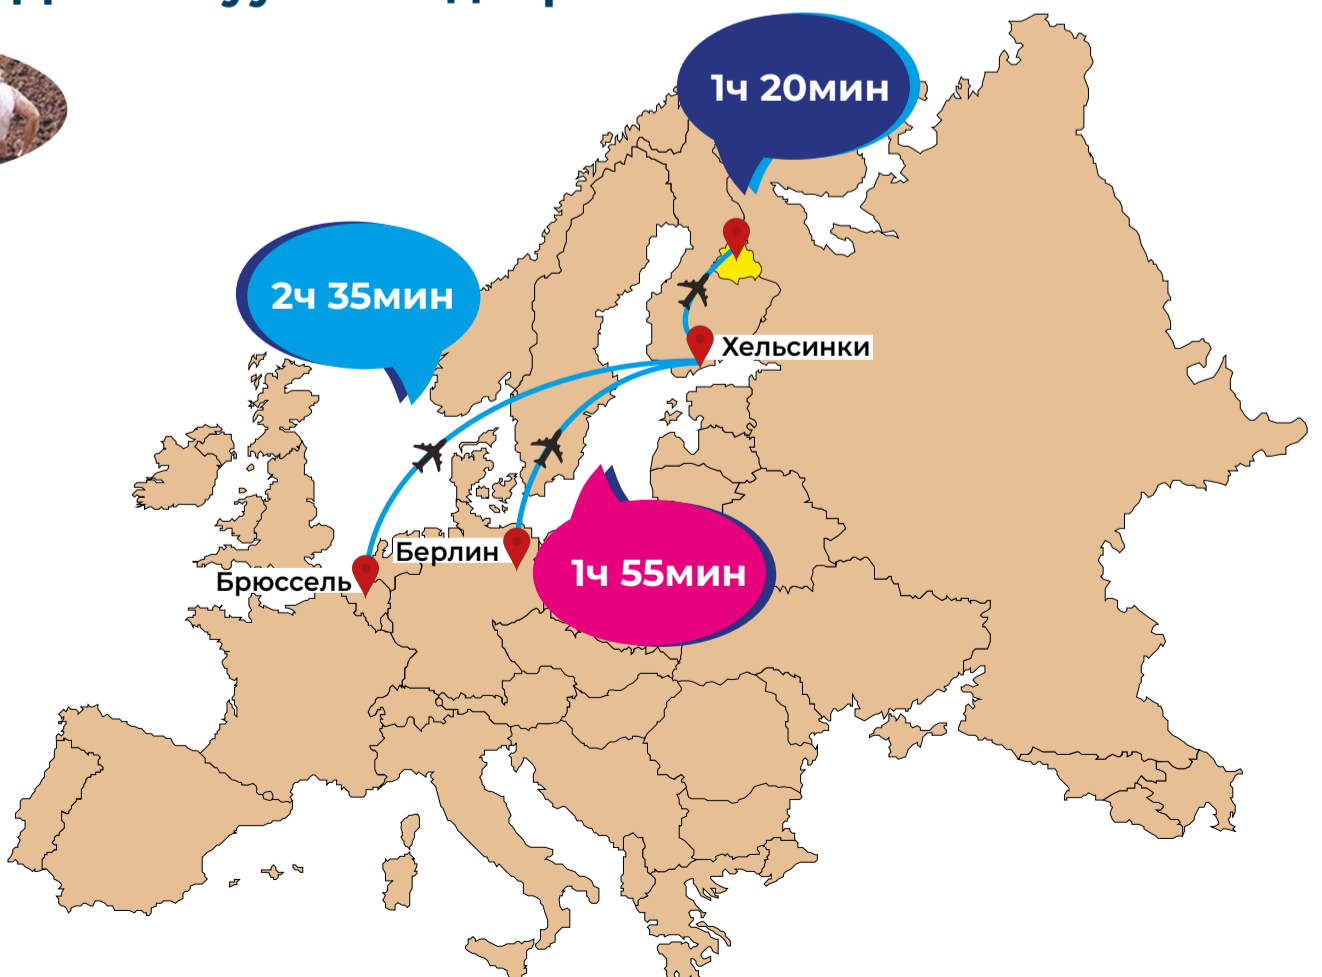 1ч 20мин
2ч 35мин
Хельсинки
Берлин
1ч 55мин
Брюссель